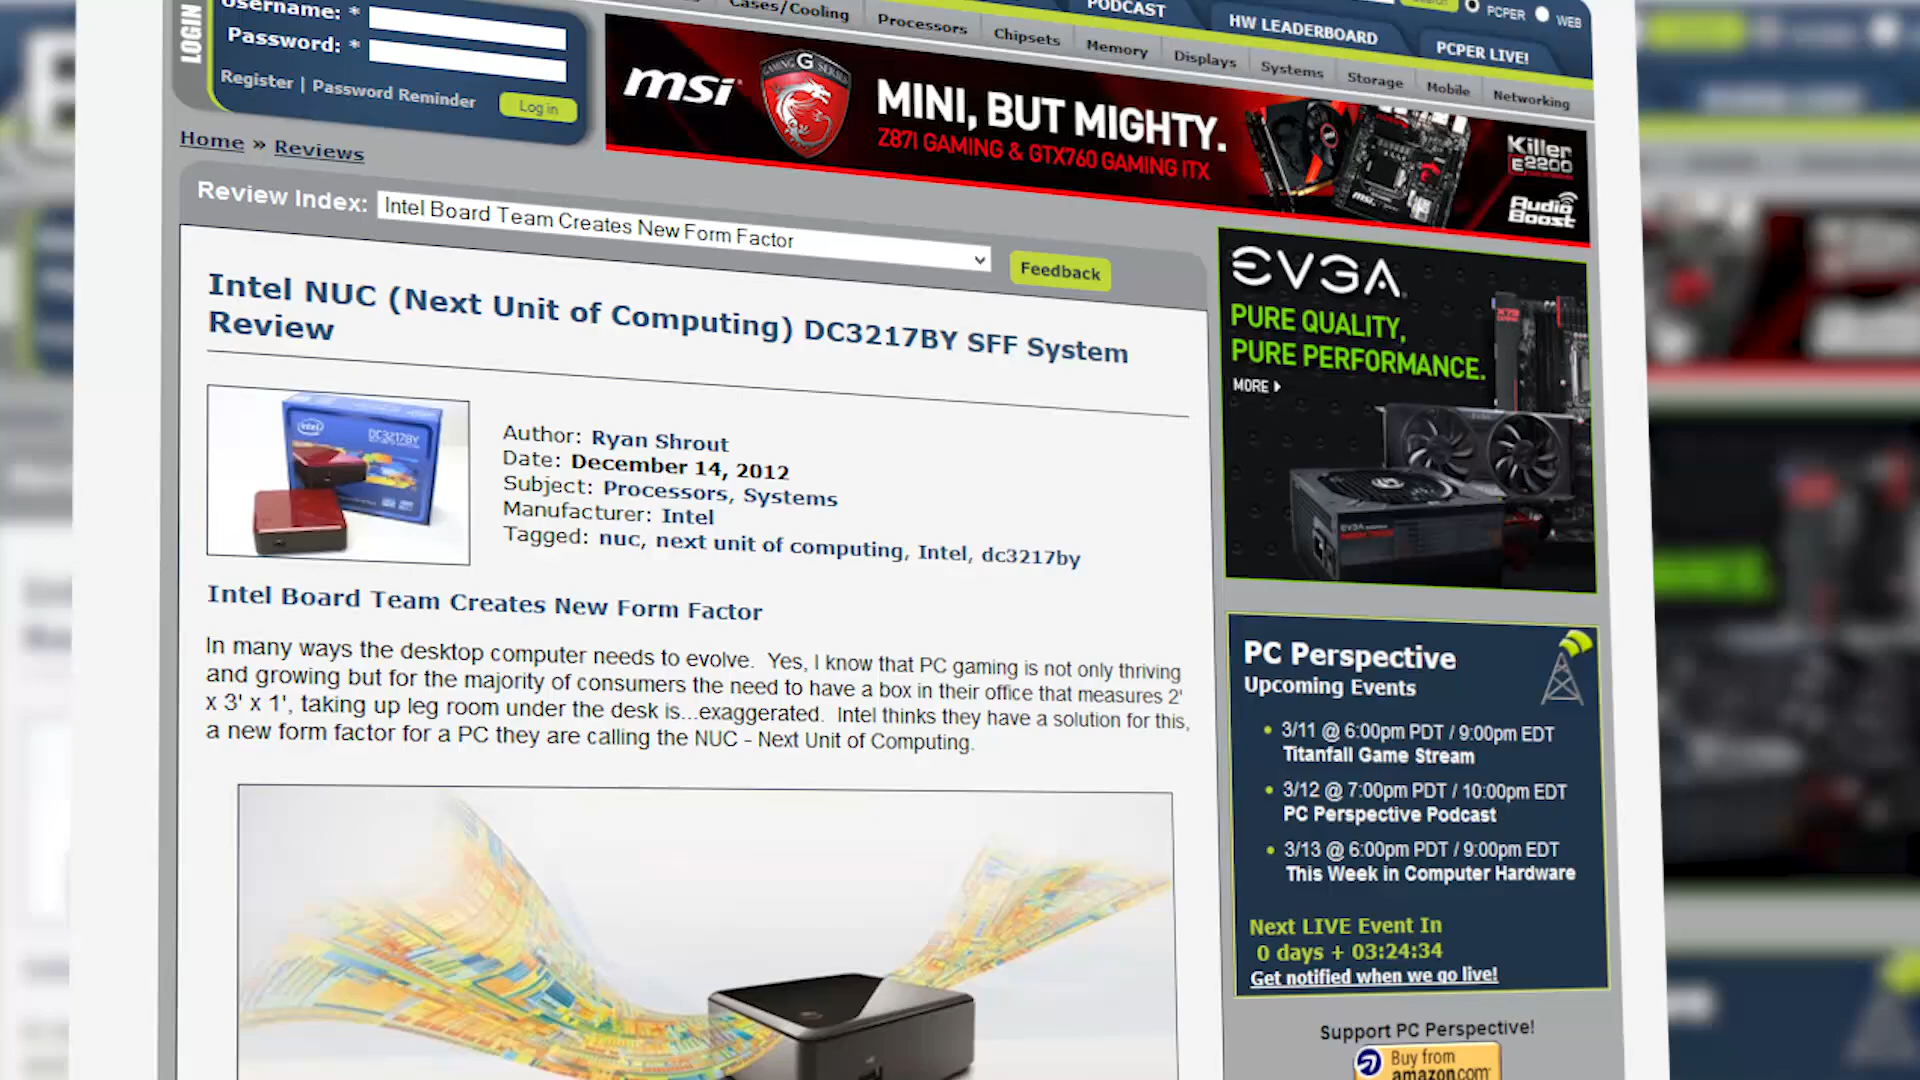 LOGIN
Username: *
Password: *
Register | Password Reminder
Log in
Cases/Cooling
Processors
Chipsets
Memory
Displays
Systems
Storage
Mobile
Networking
PODCAST
HW LEADERBOARD
PCPER LIVE!
PCPER
WEB
msi
GAMING G SERIES
MINI, BUT MIGHTY.
Z87I GAMING & GTX760 GAMING ITX
Killer
E2200
Audio
Boost
Home » Reviews
Review Index:
Intel Board Team Creates New Form Factor
Feedback
Intel NUC (Next Unit of Computing) DC3217BY SFF System
Review
intel
DC3217BY
Author: Ryan Shrout
Date: December 14, 2012
Subject: Processors, Systems
Manufacturer: Intel
Tagged: nuc, next unit of computing, Intel, dc3217by
Intel Board Team Creates New Form Factor
In many ways the desktop computer needs to evolve. Yes, I know that PC gaming is not only thriving
and growing but for the majority of consumers the need to have a box in their office that measures 2'
x 3' x 1', taking up leg room under the desk is...exaggerated. Intel thinks they have a solution for this,
a new form factor for a PC they are calling the NUC - Next Unit of Computing.
EVGA
PURE QUALITY,
PURE PERFORMANCE.
MORE
EVGA
PC Perspective
Upcoming Events
3/11 @ 6:00pm PDT / 9:00pm EDT
Titanfall Game Stream
3/12 @ 7:00pm PDT / 10:00pm EDT
PC Perspective Podcast
3/13 @ 6:00pm PDT / 9:00pm EDT
This Week in Computer Hardware
Next LIVE Event In
0 days + 03:24:34
Get notified when we go live!
Support PC Perspective!
Buy from
amazon.com